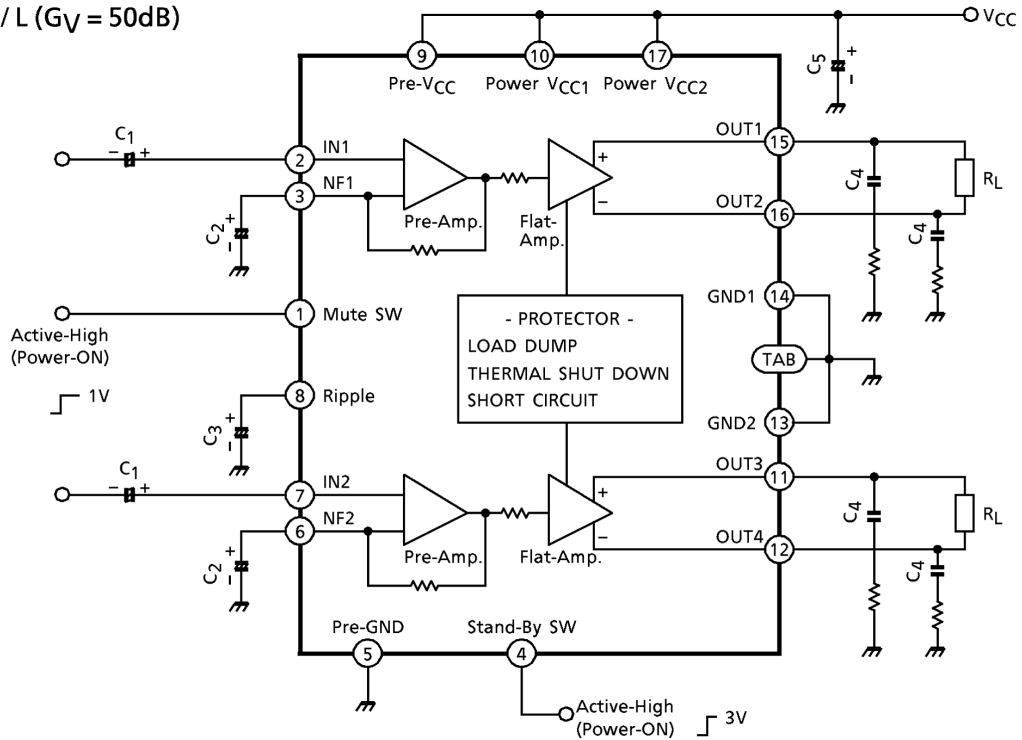 / L (GV = 50dB)
VCC
9
10
17
Pre-VCC
Power VCC1
Power VCC2
C5
+
-
C1
- +
2
IN1
3
NF1
C2
+
-
Pre-Amp.
Flat-
Amp.
+
−
OUT1
15
OUT2
16
C4
C4
RL
1
Mute SW
Active-High
(Power-ON)
1V
8
Ripple
C3
+
-
- PROTECTOR -
LOAD DUMP
THERMAL SHUT DOWN
SHORT CIRCUIT
GND1
14
TAB
GND2
13
C1
- +
7
IN2
6
NF2
C2
+
-
Pre-Amp.
Flat-Amp.
+
−
OUT3
11
OUT4
12
C4
C4
RL
Pre-GND
5
Stand-By SW
4
Active-High
(Power-ON)
3V